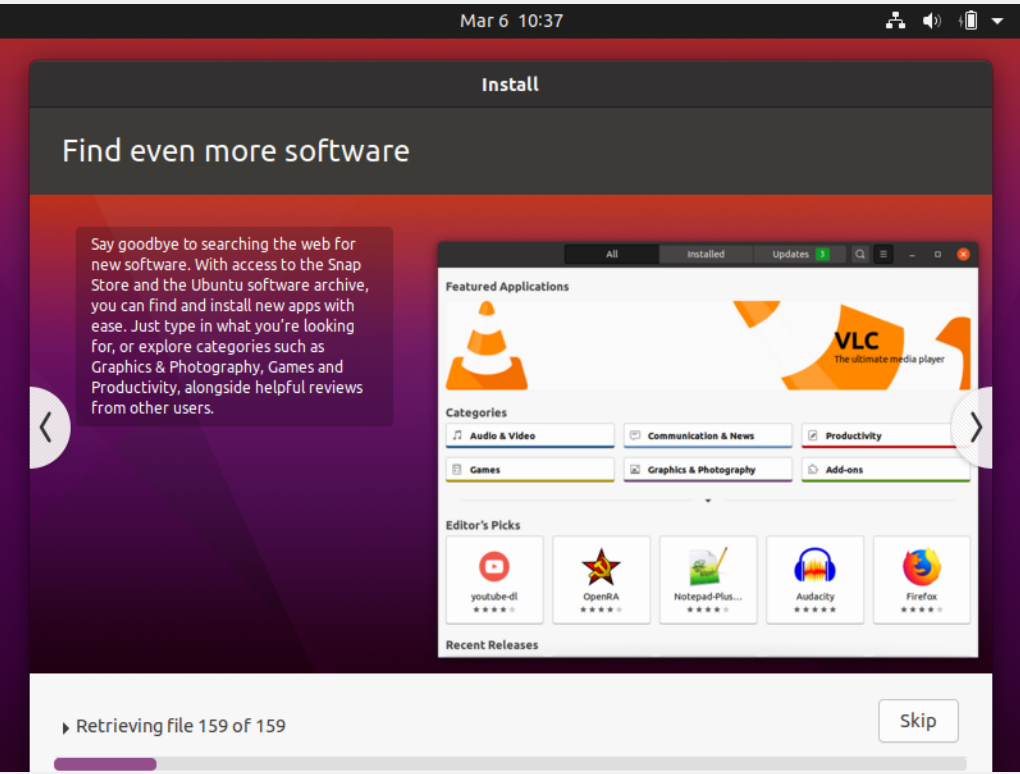 Mar 6 10:37
Install
Find even more software
Say goodbye to searching the web for
new software. With access to the Snap
Store and the Ubuntu software archive,
you can find and install new apps with
ease. Just type in what you're looking
for, or explore categories such as
Graphics & Photography, Games and
Productivity, alongside helpful reviews
from other users.
All Installed Updates 3
Featured Applications
VLC
The ultimate media player
Categories
Audio & Video Communication & News Productivity
Games Graphics & Photography Add-ons
Editor's Picks
youtube-dl OpenRA Notepad-Plus... Audacity Firefox
Recent Releases
Retrieving file 159 of 159
Skip